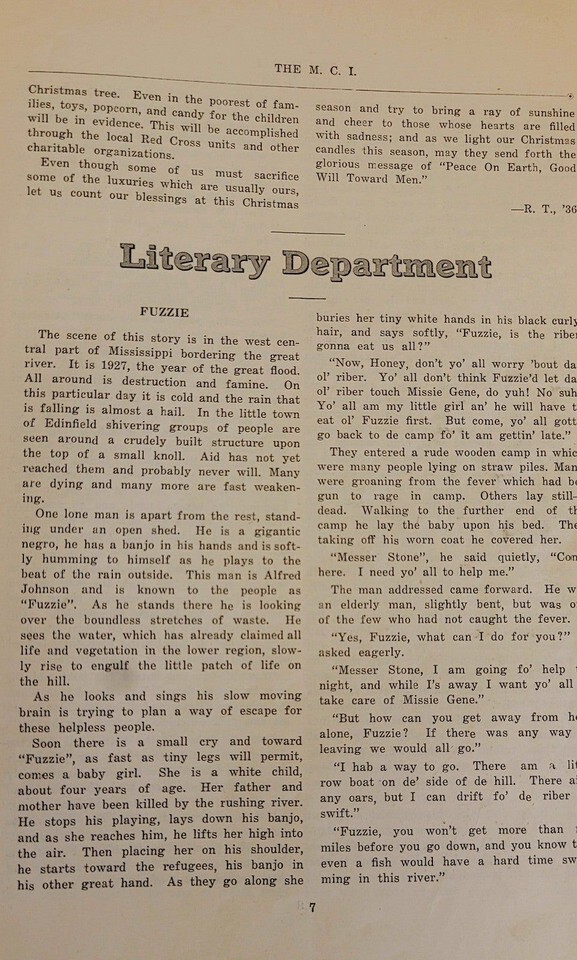 THE M. C. I.
Christmas tree. Even in the poorest of fam-
ilies, toys, popcorn, and candy for the children
will be in evidence. This will be accomplished
through the local Red Cross units and other
charitable organizations.
Even though some of us must sacrifice
some of the luxuries which are usually ours,
let us count our blessings at this Christmas
season and try to bring a ray of sunshine
and cheer to those whose hearts are filled
with sadness; and as we light our Christmas
candles this season, may they send forth the
glorious message of "Peace On Earth, Good
Will Toward Men."
—R. T., '36
Literary Department
FUZZIE
The scene of this story is in the west cen-
tral part of Mississippi bordering the great
river. It is 1927, the year of the great flood.
All around is destruction and famine. On
this particular day it is cold and the rain that
is falling is almost a hail. In the little town
of Edinfield shivering groups of people are
seen around a crudely built structure upon
the top of a small knoll. Aid has not yet
reached them and probably never will. Many
are dying and many more are fast weaken-
ing.
One lone man is apart from the rest, stand-
ing under an open shed. He is a gigantic
negro, he has a banjo in his hands and is soft-
ly humming to himself as he plays to the
beat of the rain outside. This man is Alfred
Johnson and is known to the people as
"Fuzzie". As he stands there he is looking
over the boundless stretches of waste. He
sees the water, which has already claimed all
life and vegetation in the lower region, slow-
ly rise to engulf the little patch of life on
the hill.
As he looks and sings his slow moving
brain is trying to plan a way of escape for
these helpless people.
Soon there is a small cry and toward
"Fuzzie", as fast as tiny legs will permit,
comes a baby girl. She is a white child,
about four years of age. Her father and
mother have been killed by the rushing river.
He stops his playing, lays down his banjo,
and as she reaches him, he lifts her high into
the air. Then placing her on his shoulder,
he starts toward the refugees, his banjo in
his other great hand. As they go along she
buries her tiny white hands in his black curly
hair, and says softly, "Fuzzie, is the riber
gonna eat us all?"
"Now, Honey, don't yo' all worry 'bout da
ol' riber. Yo' all don't think Fuzzie'd let da
ol' riber touch Missie Gene, do yuh! No suh
Yo' all am my little girl an' he will have t
eat ol' Fuzzie first. But come, yo' all gott
go back to de camp fo' it am gettin' late."
They entered a rude wooden camp in whic
were many people lying on straw piles. Man
were groaning from the fever which had be
gun to rage in camp. Others lay still-
dead. Walking to the further end of th
camp he lay the baby upon his bed. The
taking off his worn coat he covered her.
"Messer Stone", he said quietly, "Com
here. I need yo' all to help me."
The man addressed came forward. He w
an elderly man, slightly bent, but was o
of the few who had not caught the fever.
"Yes, Fuzzie, what can I do for you?"
asked eagerly.
"Messer Stone, I am going fo' help
night, and while I's away I want yo' all
take care of Missie Gene."
"But how can you get away from he
alone, Fuzzie? If there was any way
leaving we would all go."
"I hab a way to go. There am a lit
row boat on de' side of de hill. There a
any oars, but I can drift fo' de riber
swift."
"Fuzzie, you won't get more than
miles before you go down, and you know t
even a fish would have a hard time swi
ming in this river."
7